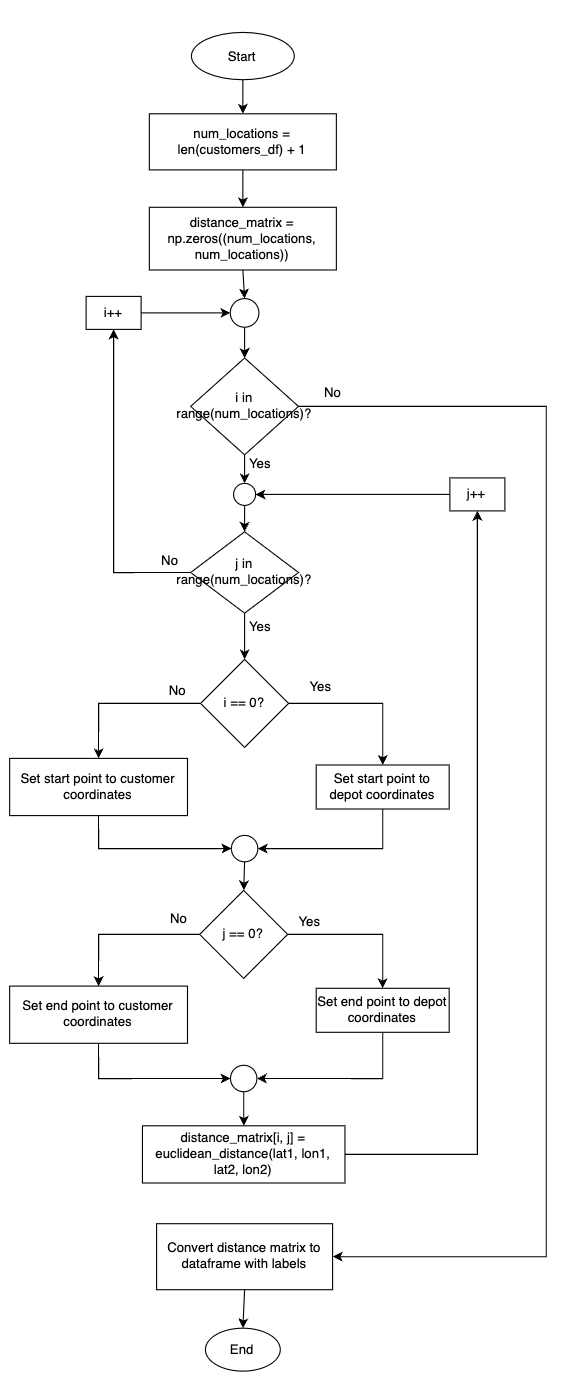 Start
num_locations =
len(customers_df) + 1
distance_matrix =
np.zeros((num_locations,
num_locations))
i++
i in
range(num_locations)?
No
Yes
j++
j in
range(num_locations)?
No
Yes
i == 0?
No
Yes
Set start point to customer
coordinates
Set start point to
depot coordinates
j == 0?
No
Yes
Set end point to customer
coordinates
Set end point to depot
coordinates
distance_matrix[i, j] =
euclidean_distance(lat1, lon1,
lat2, lon2)
Convert distance matrix to
dataframe with labels
End